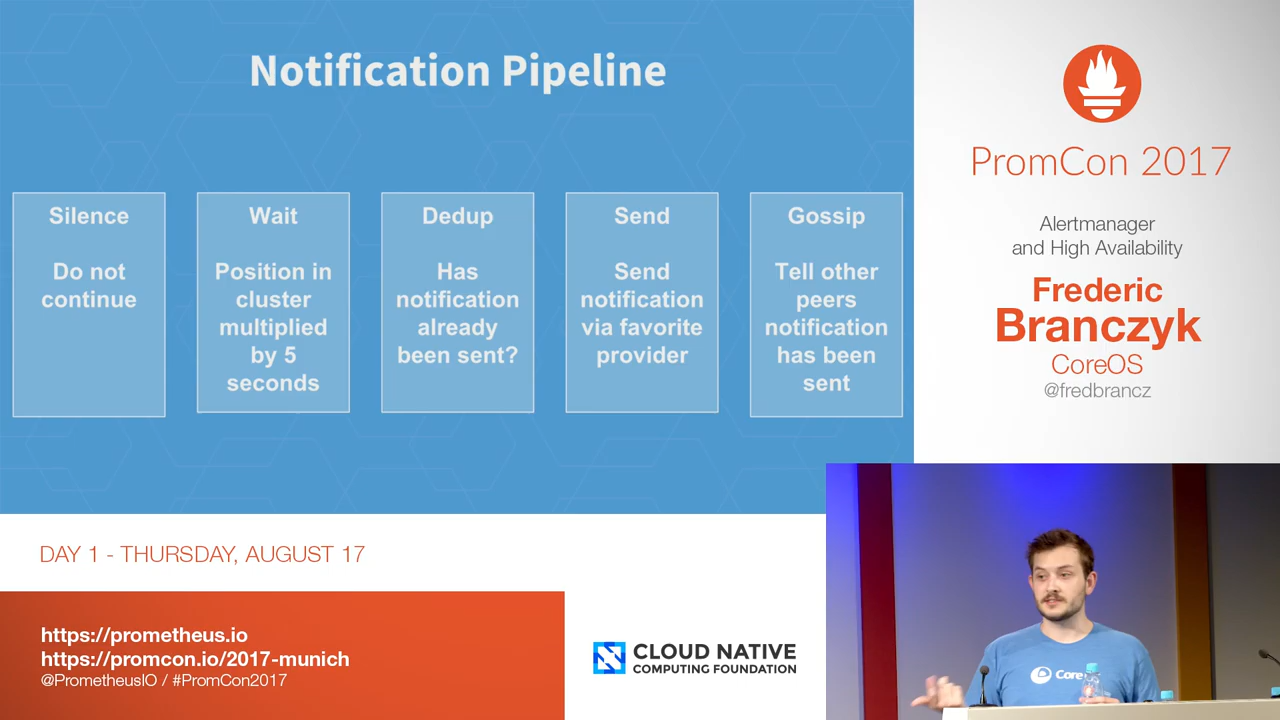 Notification Pipeline
Silence
Do not
continue
Wait
Position in
cluster
multiplied
by 5
seconds
Dedup
Has
notification
already
been sent?
Send
Send
notification
via favorite
provider
Gossip
Tell other
peers
notification
has been
sent
PromCon 2017
Alertmanager
and High Availability
Frederic
Branczyk
CoreOS
@fredbrancz
DAY 1 - THURSDAY, AUGUST 17
https://prometheus.io
https://promcon.io/2017-munich
@PrometheusIO / #PromCon2017
CLOUD NATIVE
COMPUTING FOUNDATION
Core